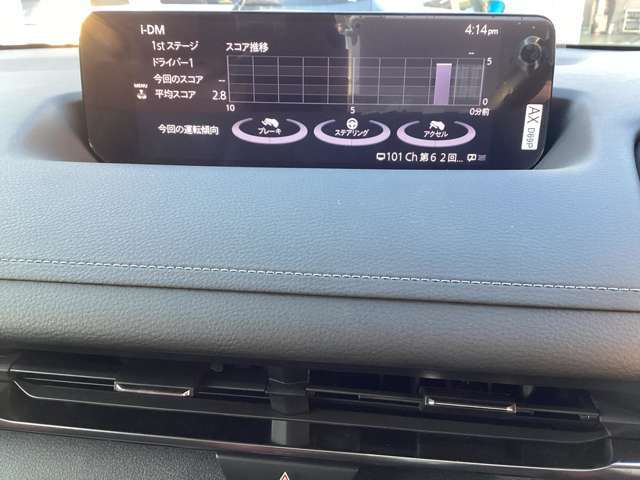 i-DM
4:14pm
1st ステージ
スコア推移
ドライバー1
今回のスコア --
MENU
平均スコア 2.8
5
0
10
5
0分前
今回の運転傾向
ブレーキ
ステアリング
アクセル
101 Ch 第６２回...
AX
D69P